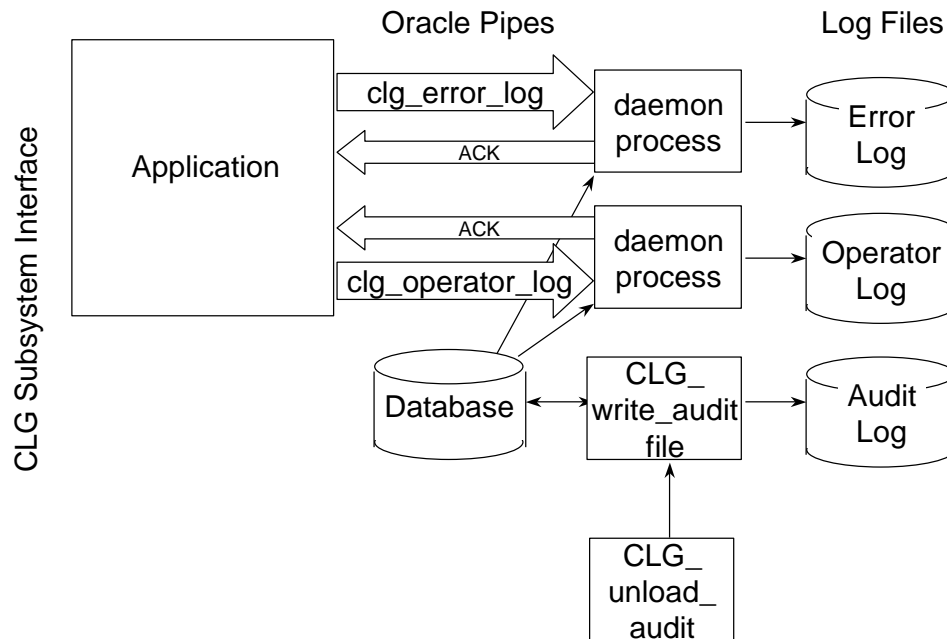 Oracle Pipes
Log Files
CLG Subsystem Interface
Application
clg_error_log
ACK
daemon
process
Error
Log
ACK
clg_operator_log
daemon
process
Operator
Log
Database
CLG_
write_audit
file
Audit
Log
CLG_
unload_
audit